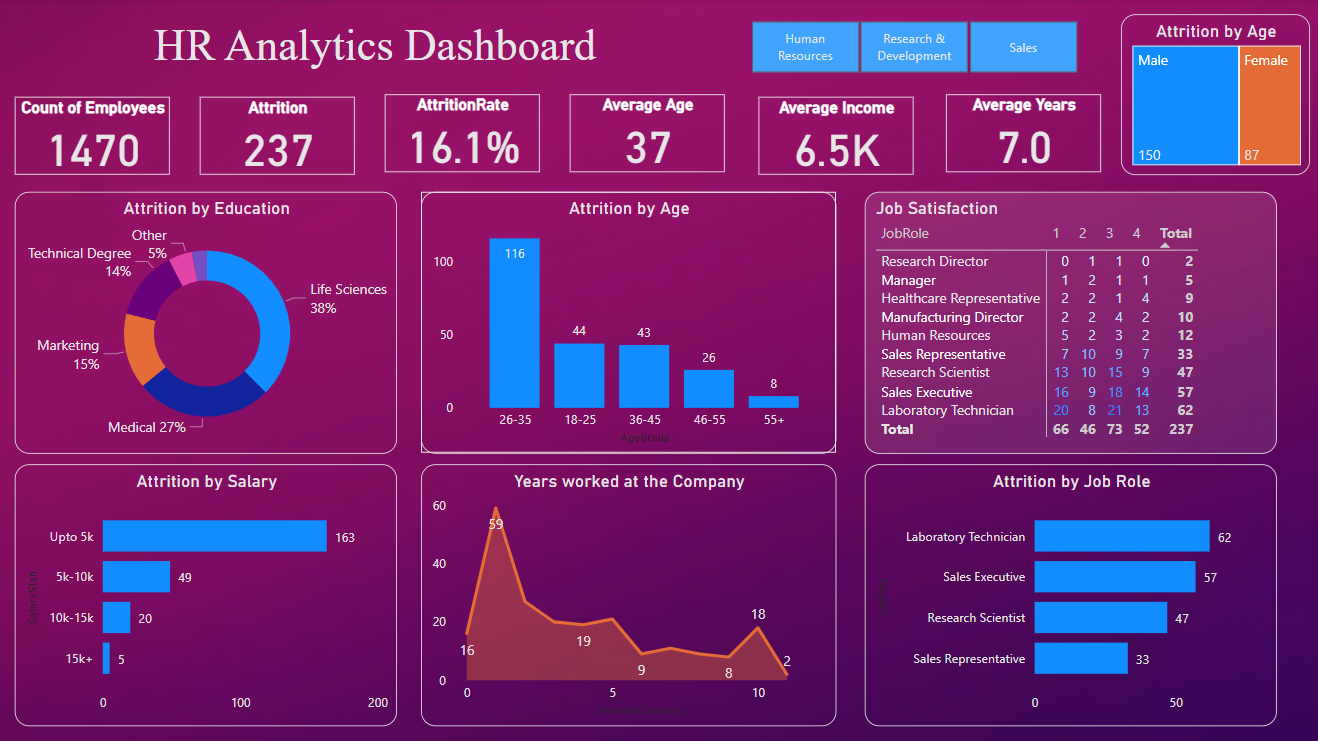 HR Analytics Dashboard
Human
Resources
Research &
Development
Sales
Attrition by Age
Male
Female
150
87
Count of Employees
1470
Attrition
237
AttritionRate
16.1%
Average Age
37
Average Income
6.5K
Average Years
7.0
Attrition by Education
Other
5%
Technical Degree
14%
Life Sciences
38%
Marketing
15%
Medical 27%
Attrition by Age
100
50
0
116
44
43
26
8
26-35 18-25 36-45 46-55 55+
AgeGroup
Job Satisfaction
JobRole 1 2 3 4 Total
Research Director 0 1 1 0 2
Manager 1 2 1 1 5
Healthcare Representative 2 2 1 4 9
Manufacturing Director 2 2 4 2 10
Human Resources 5 2 3 2 12
Sales Representative 7 10 9 7 33
Research Scientist 13 10 15 9 47
Sales Executive 16 9 18 14 57
Laboratory Technician 20 8 21 13 62
Total 66 46 73 52 237
Attrition by Salary
SalarySlab
Upto 5k 163
5k-10k 49
10k-15k 20
15k+ 5
0 100 200
Years worked at the Company
60
40
20
0
16
59
19
9
8
18
2
0 5 10
Attrition by Job Role
Laboratory Technician 62
Sales Executive 57
Research Scientist 47
Sales Representative 33
0 50